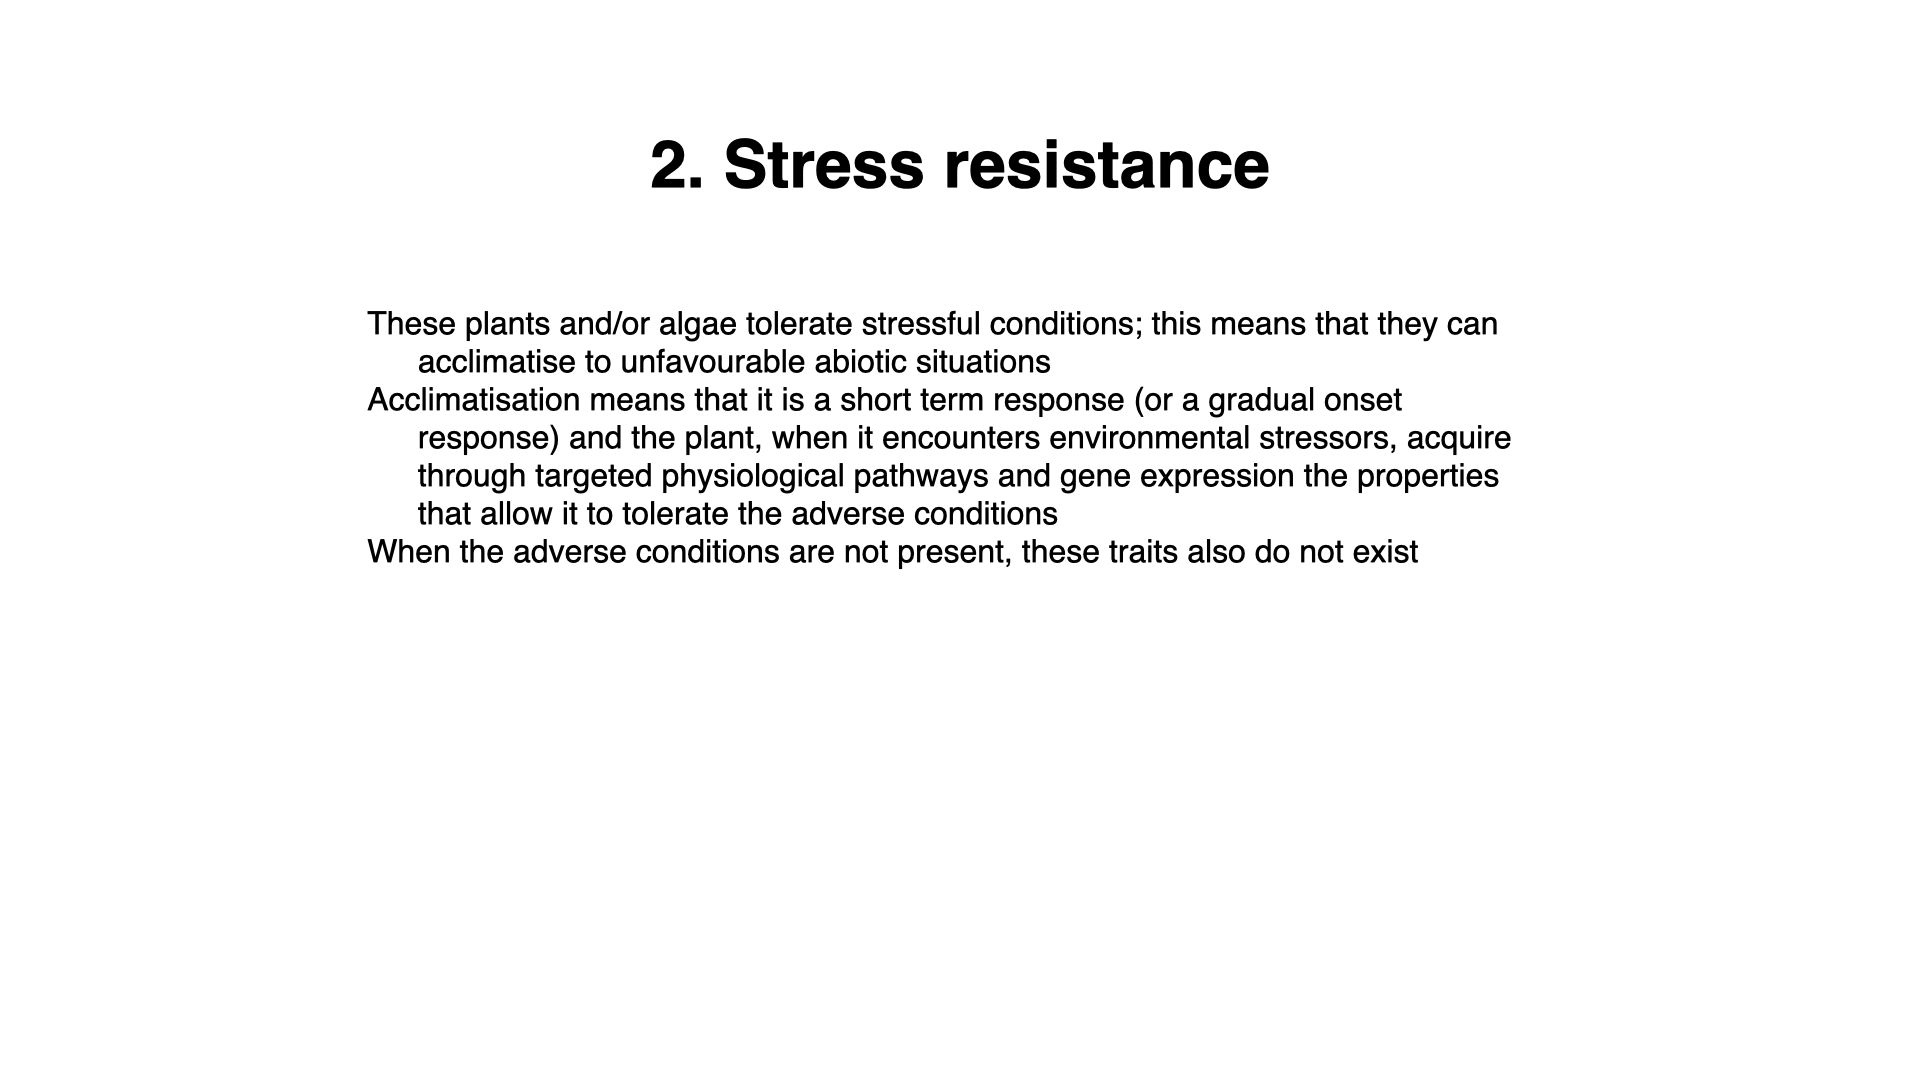 2. Stress resistance
These plants and/or algae tolerate stressful conditions; this means that they can
acclimatise to unfavourable abiotic situations
Acclimatisation means that it is a short term response (or a gradual onset
response) and the plant, when it encounters environmental stressors, acquire
through targeted physiological pathways and gene expression the properties
that allow it to tolerate the adverse conditions
When the adverse conditions are not present, these traits also do not exist